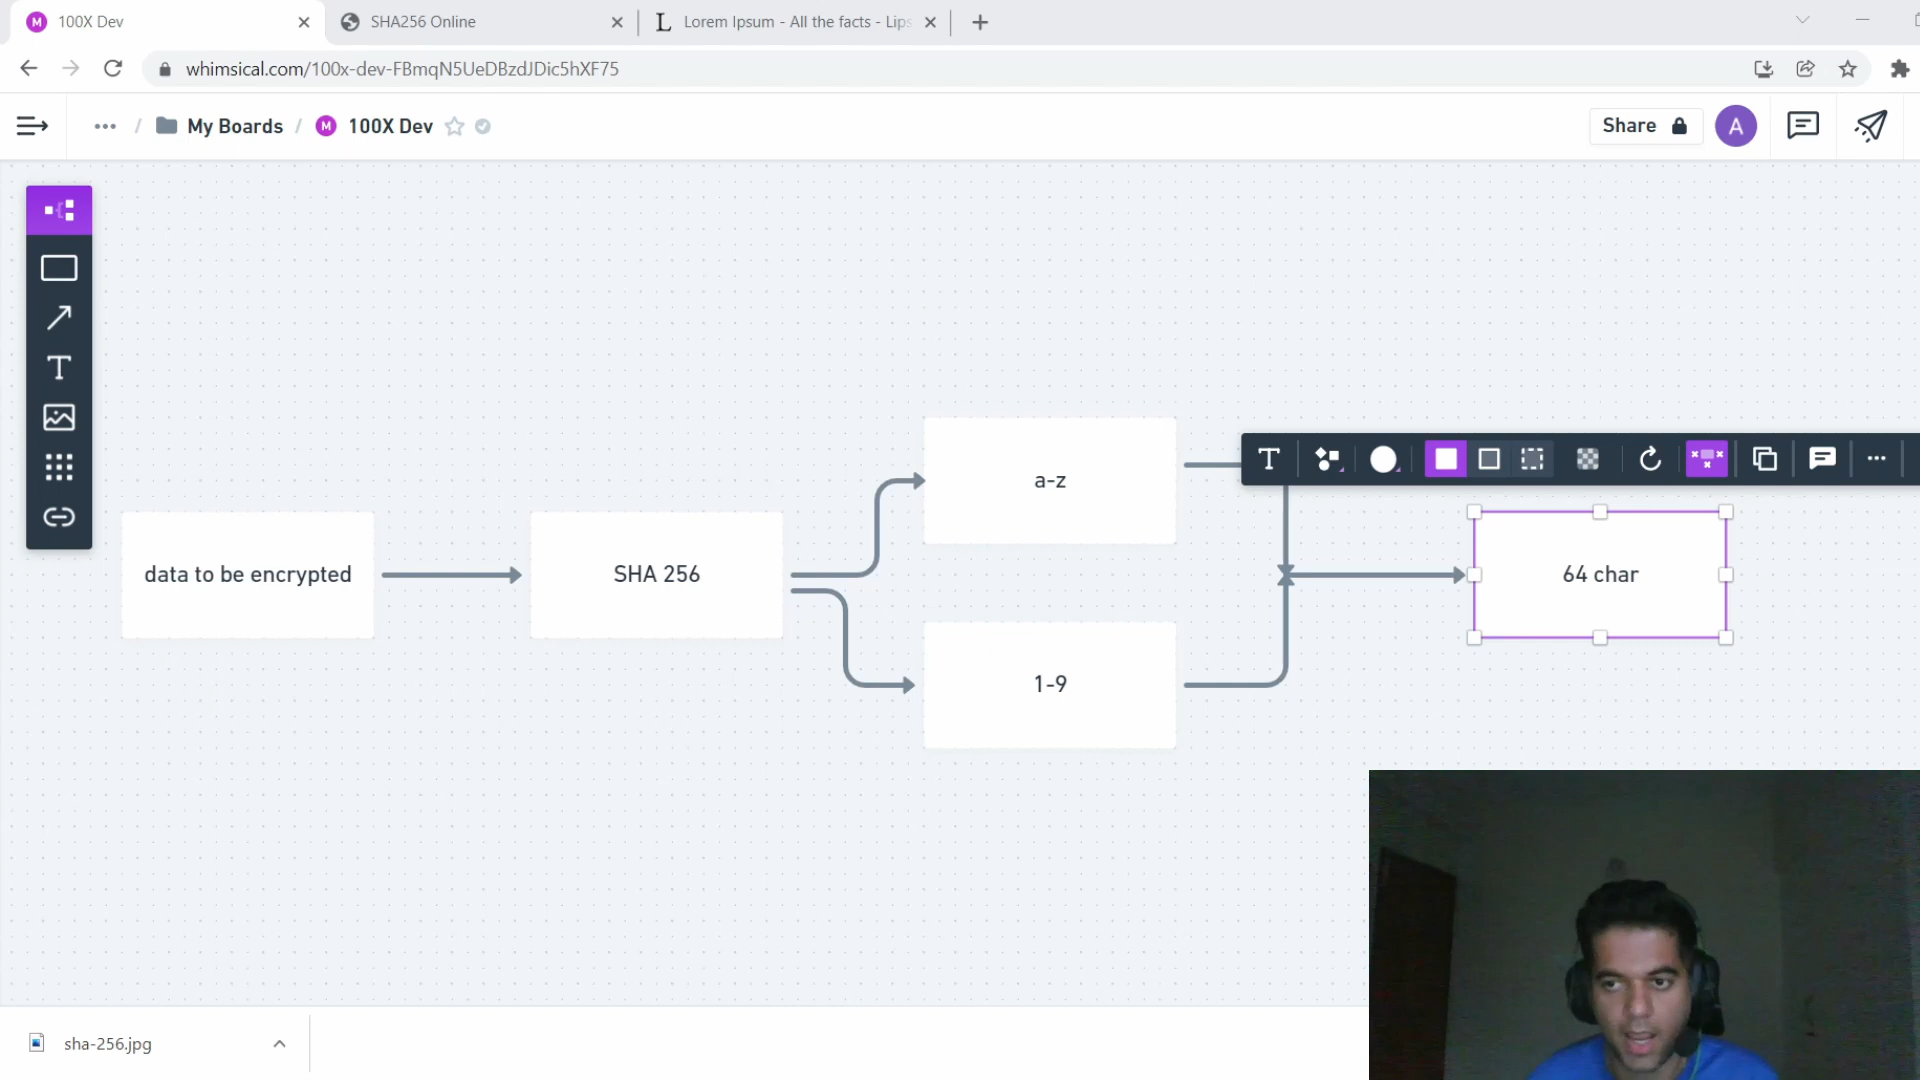 M 100X Dev
SHA256 Online
L Lorem Ipsum - All the facts - Lips
whimsical.com/100x-dev-FBmqN5UeDBzdJDic5hXF75
... / My Boards / M 100X Dev
Share
A
T
T
a-z
data to be encrypted
SHA 256
64 char
1-9
sha-256.jpg